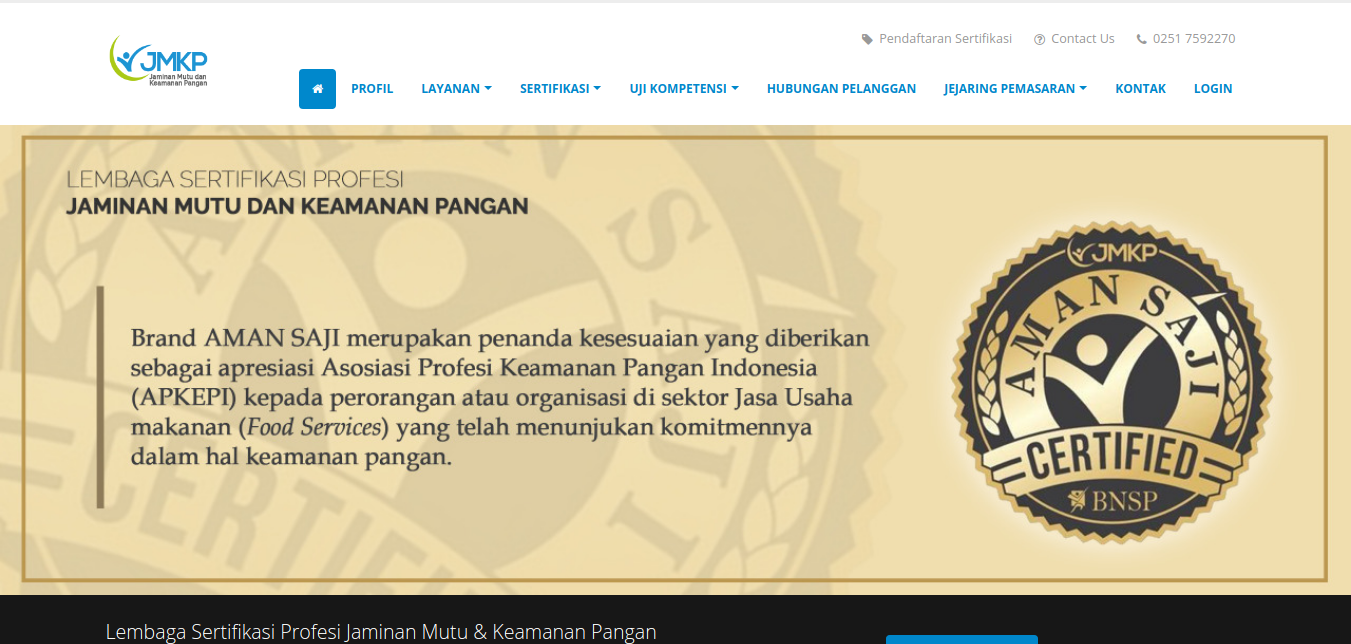 Pendaftaran Sertifikasi Contact Us 0251 7592270
JMKP
Jaminan Mutu dan
Keamanan Pangan
PROFIL LAYANAN SERTIFIKASI UJI KOMPETENSI HUBUNGAN PELANGGAN JEJARING PEMASARAN KONTAK LOGIN
LEMBAGA SERTIFIKASI PROFESI
JAMINAN MUTU DAN KEAMANAN PANGAN
Brand AMAN SAJI merupakan penanda kesesuaian yang diberikan
sebagai apresiasi Asosiasi Profesi Keamanan Pangan Indonesia
(APKEPI) kepada perorangan atau organisasi di sektor Jasa Usaha
makanan (Food Services) yang telah menunjukan komitmennya
dalam hal keamanan pangan.
JMKP
AMAN SAJI
CERTIFIED
BNSP
Lembaga Sertifikasi Profesi Jaminan Mutu & Keamanan Pangan